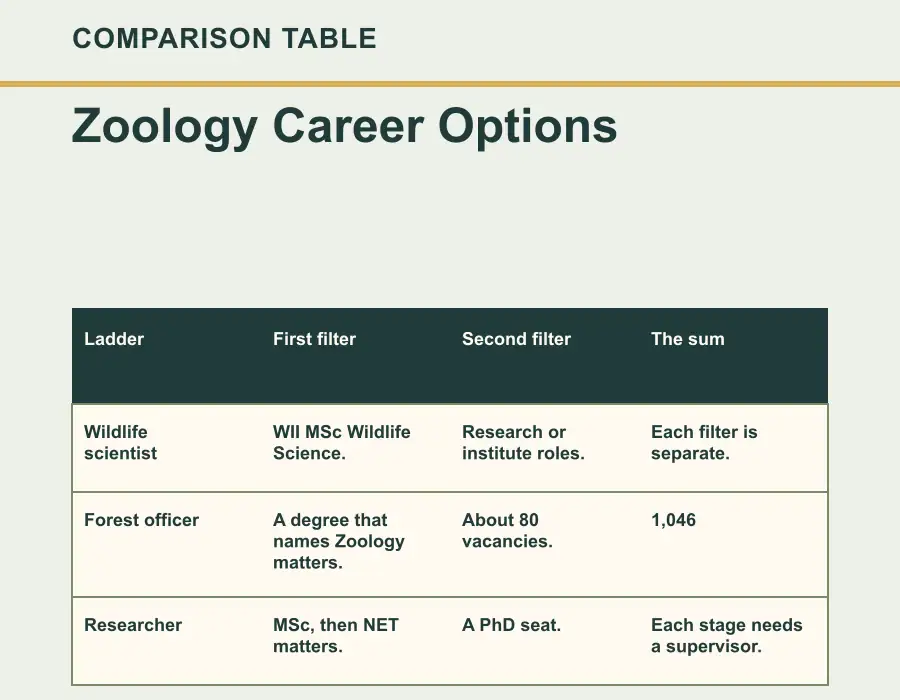 COMPARISON TABLE
Zoology Career Options
Ladder First filter Second filter The sum
Wildlife scientist WII MSc Wildlife Science. Research or institute roles. Each filter is separate.
Forest officer A degree that names Zoology matters. About 80 vacancies. 1,046
Researcher MSc, then NET matters. A PhD seat. Each stage needs a supervisor.